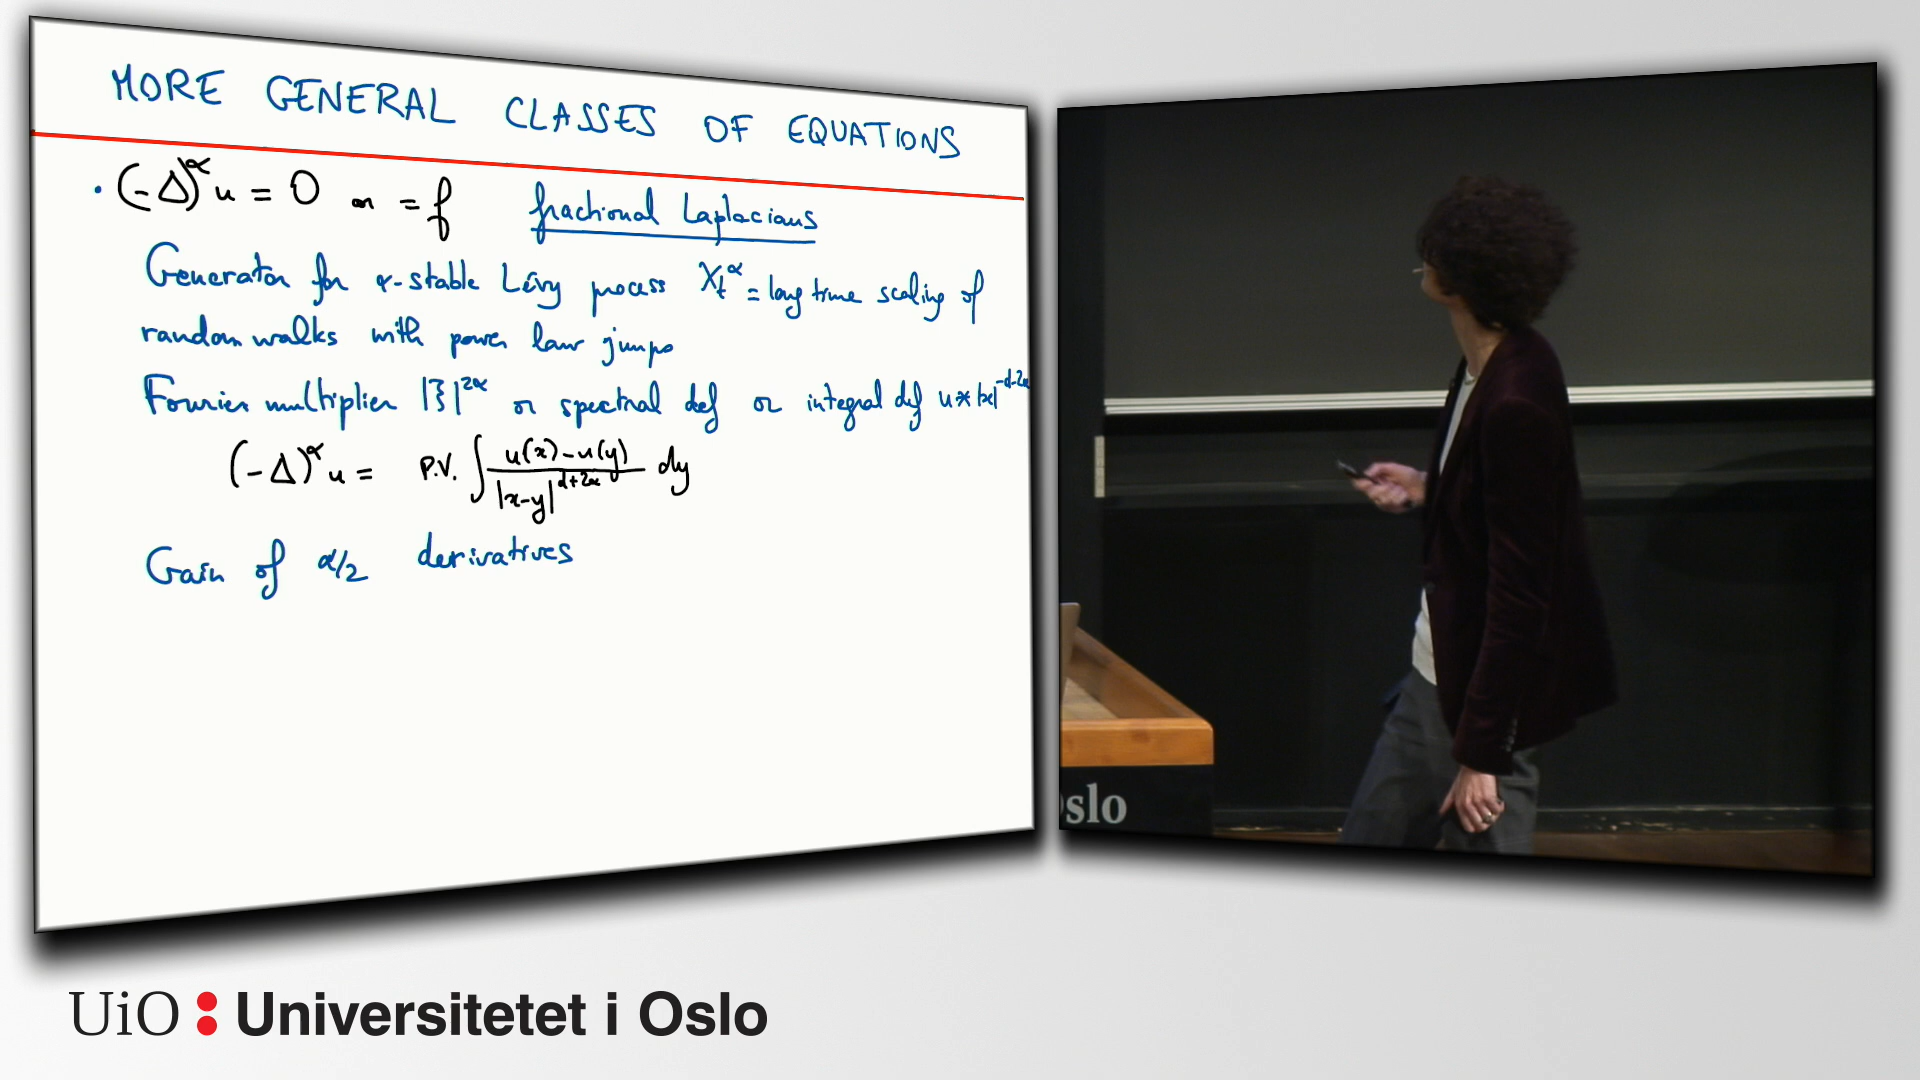 MORE GENERAL CLASSES OF EQUATIONS
• (-Δ)^α u = 0 or = f fractional Laplacians
Generator for α-stable Lévy process X_t^α = long time scaling of
random walks with power law jumps
Fourier multiplier |ξ|^2α or spectral def or integral def u * |x|^-d-2α
(-Δ)^α u = P.V. ∫ u(x)-u(y) / |x-y|^d+2α dy
Gain of α/2 derivatives
Oslo
UiO : Universitetet i Oslo